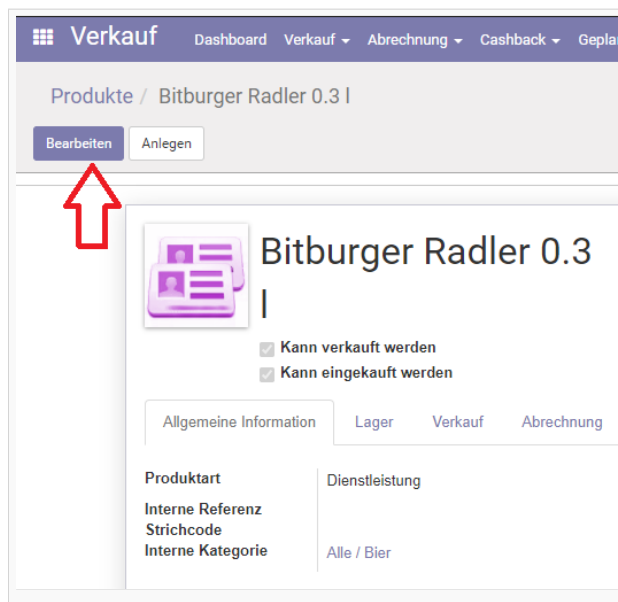 Verkauf Dashboard Verkauf Abrechnung Cashback Gepla
Produkte / Bitburger Radler 0.3 l
Bearbeiten Anlegen
Bitburger Radler 0.3
l
Kann verkauft werden
Kann eingekauft werden
Allgemeine Information Lager Verkauf Abrechnung
Produktart Dienstleistung
Interne Referenz
Strichcode
Interne Kategorie Alle / Bier